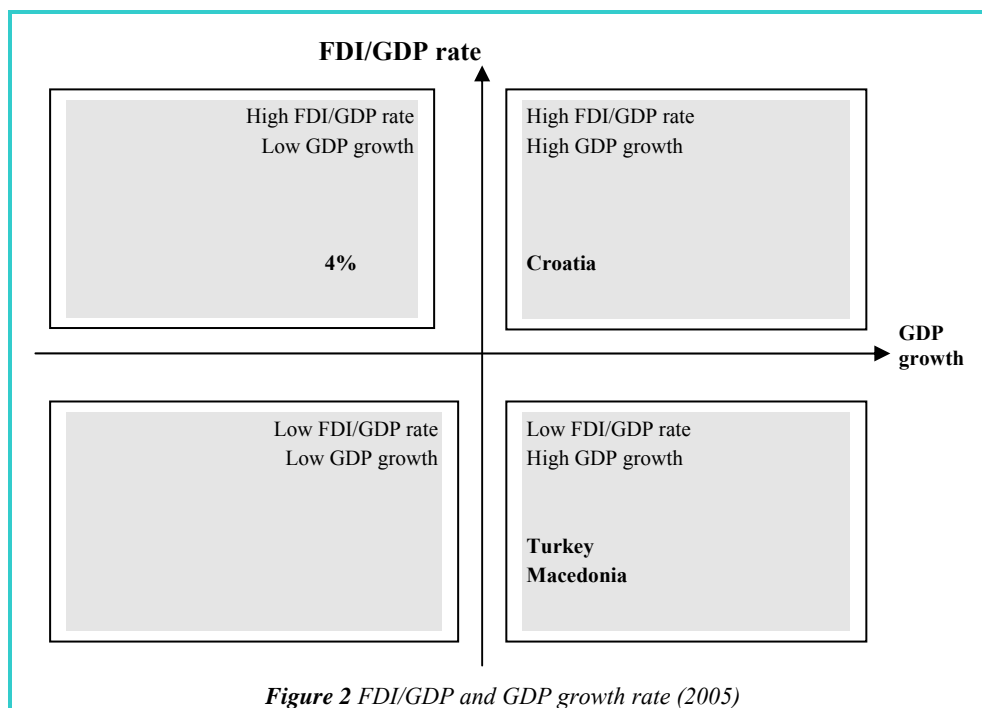 FDI/GDP rate
High FDI/GDP rate
Low GDP growth
4%
High FDI/GDP rate
High GDP growth
Croatia
GDP
growth
Low FDI/GDP rate
Low GDP growth
Low FDI/GDP rate
High GDP growth
Turkey
Macedonia
Figure 2 FDI/GDP and GDP growth rate (2005)